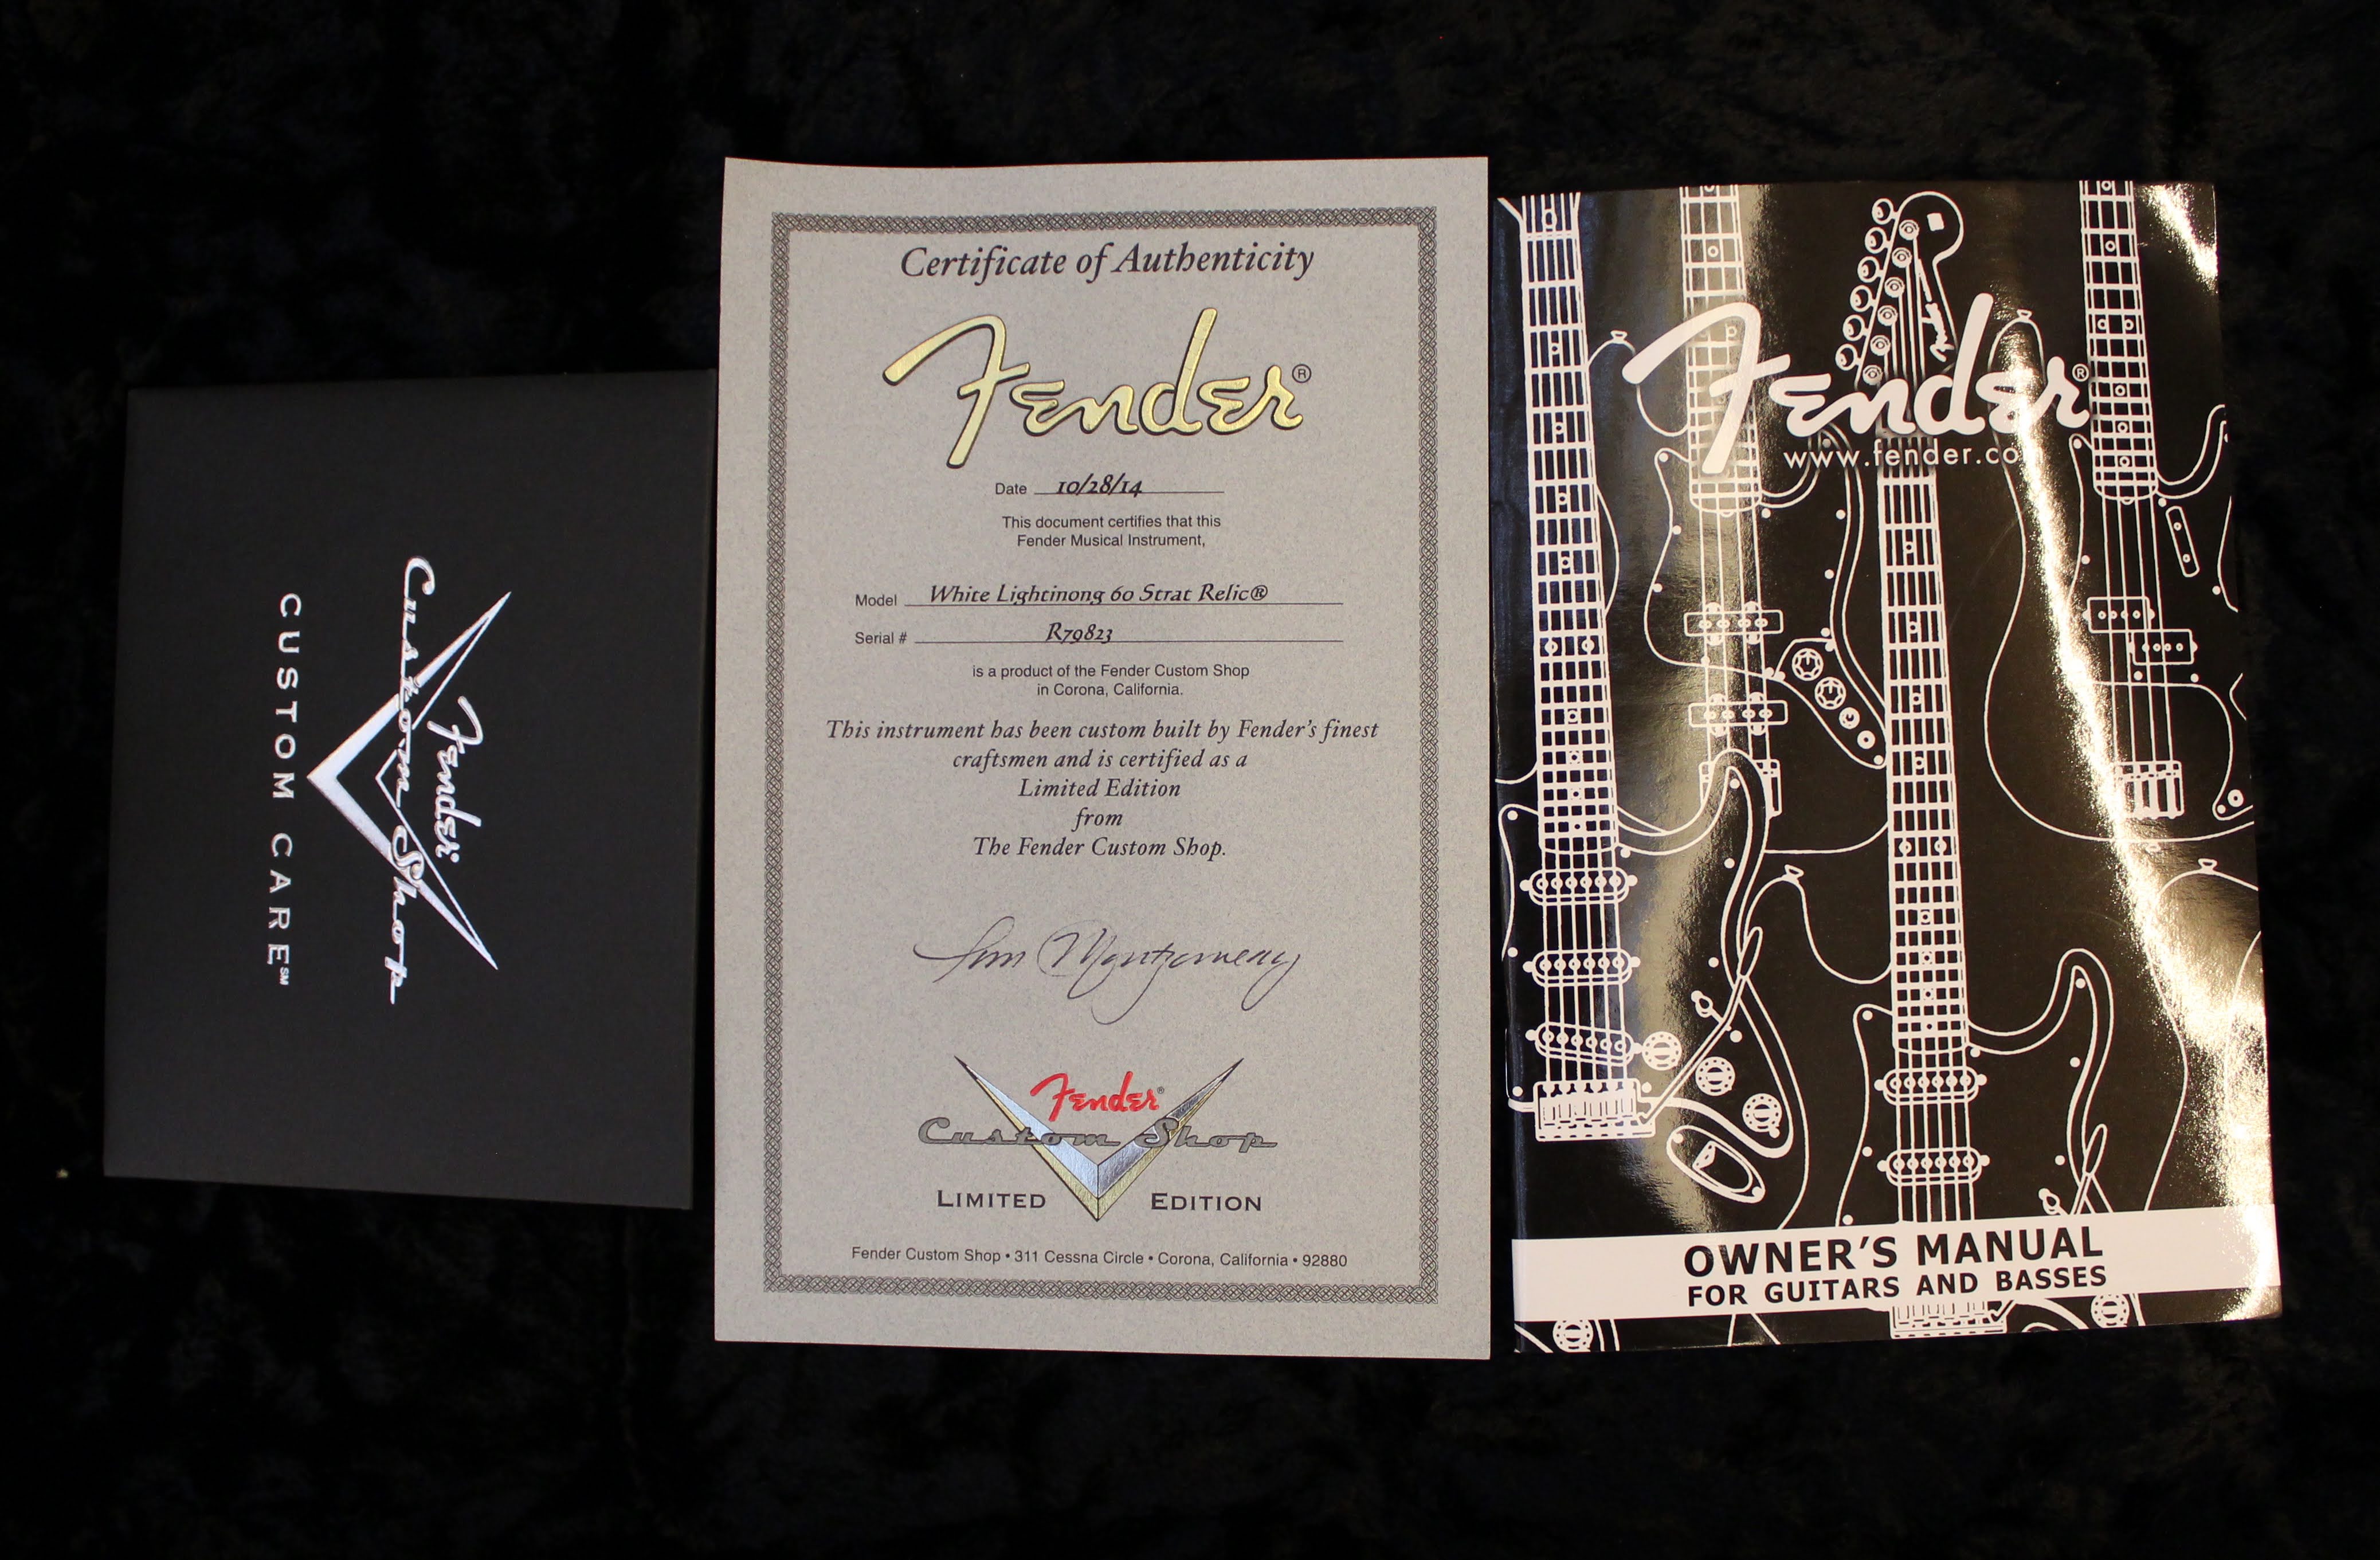 Fender
Custom Shop
CUSTOM CARE℠
Certificate of Authenticity
Fender®
Date 10/28/14
This document certifies that this
Fender Musical Instrument,
Model White Lightinong 60 Strat Relic®
Serial # R79823
is a product of the Fender Custom Shop
in Corona, California.
This instrument has been custom built by Fender's finest
craftsmen and is certified as a
Limited Edition
from
The Fender Custom Shop.
Fender®
Custom Shop
LIMITED EDITION
Fender Custom Shop • 311 Cessna Circle • Corona, California • 92880
Fender
Fender®
www.fender.co
OWNER'S MANUAL
FOR GUITARS AND BASSES